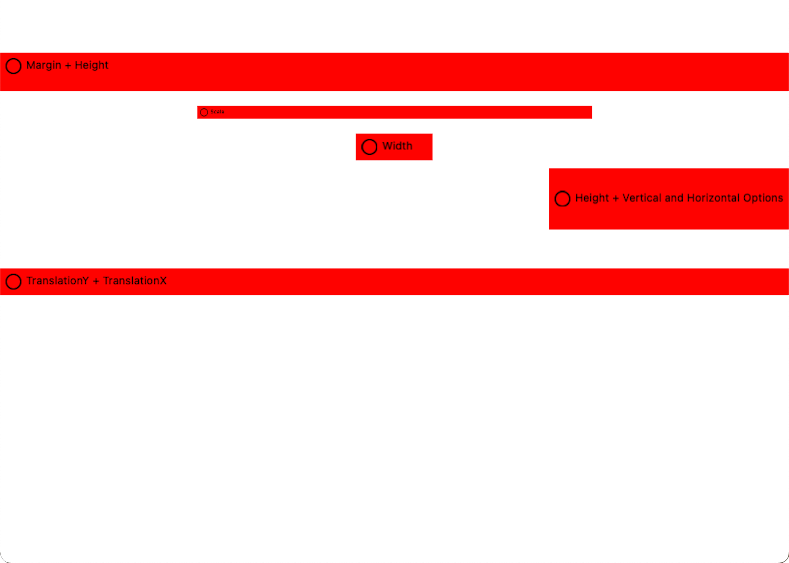 Margin + Height
Width
Height + Vertical and Horizontal Options
TranslationY + TranslationX